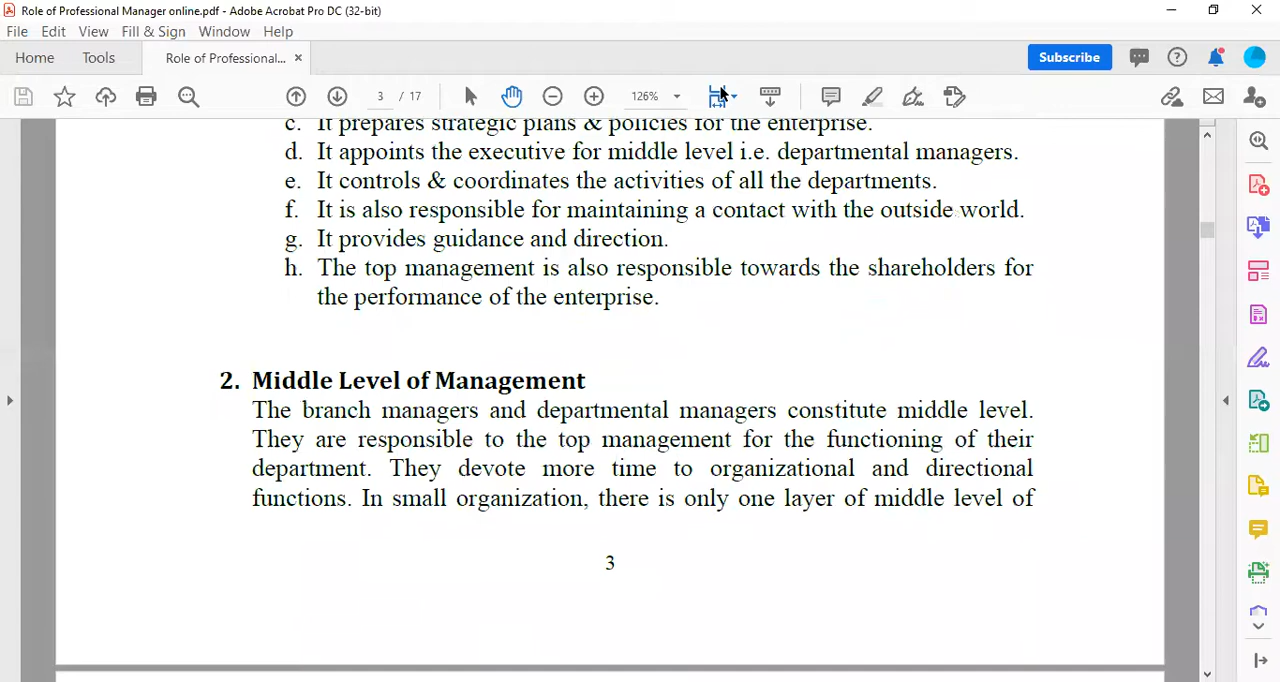 Role of Professional Manager online.pdf - Adobe Acrobat Pro DC (32-bit)
File Edit View Fill & Sign Window Help
Home Tools Role of Professional... ×
Subscribe
3 / 17
126%
c. It prepares strategic plans & policies for the enterprise.
d. It appoints the executive for middle level i.e. departmental managers.
e. It controls & coordinates the activities of all the departments.
f. It is also responsible for maintaining a contact with the outside world.
g. It provides guidance and direction.
h. The top management is also responsible towards the shareholders for
the performance of the enterprise.
2. Middle Level of Management
The branch managers and departmental managers constitute middle level.
They are responsible to the top management for the functioning of their
department. They devote more time to organizational and directional
functions. In small organization, there is only one layer of middle level of
3